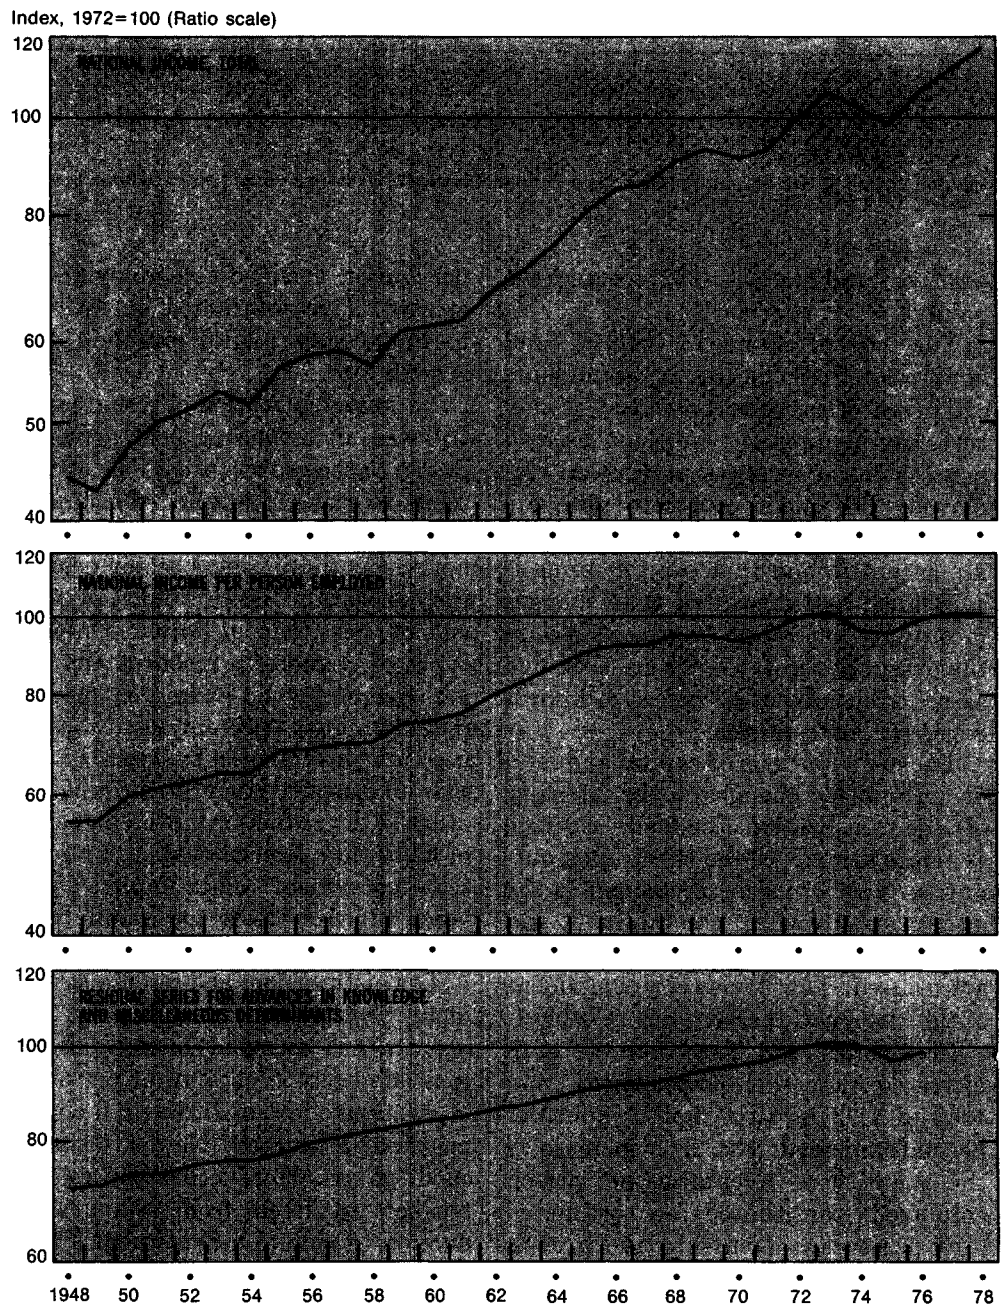 Index, 1972=100 (Ratio scale)
120
NATIONAL INCOME, TOTAL
100
80
60
50
40
120
NATIONAL INCOME PER PERSON EMPLOYED
100
80
60
40
120
RESIDUAL SERIES FOR ADVANCES IN KNOWLEDGE
AND MISCELLANEOUS DETERMINANTS
100
80
60
1948 50 52 54 56 58 60 62 64 66 68 70 72 74 76 78